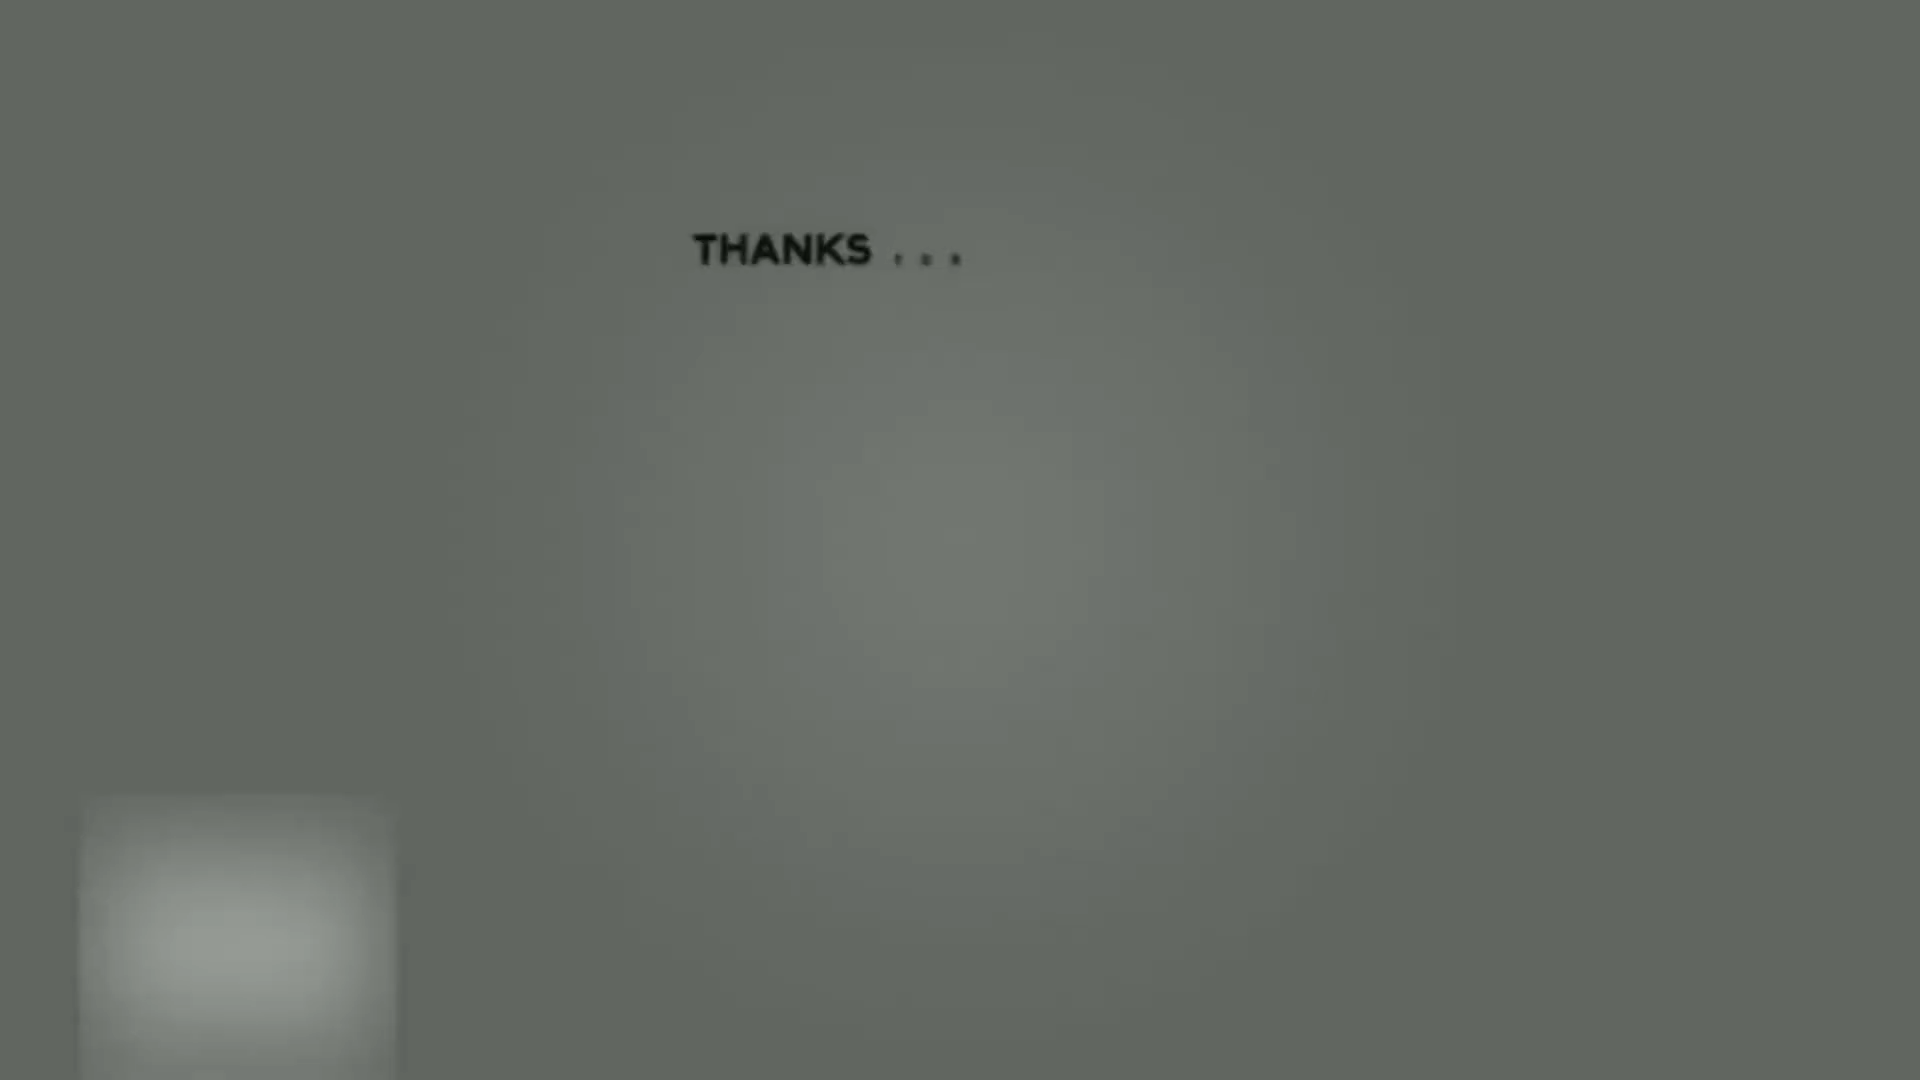 THANKS . . .